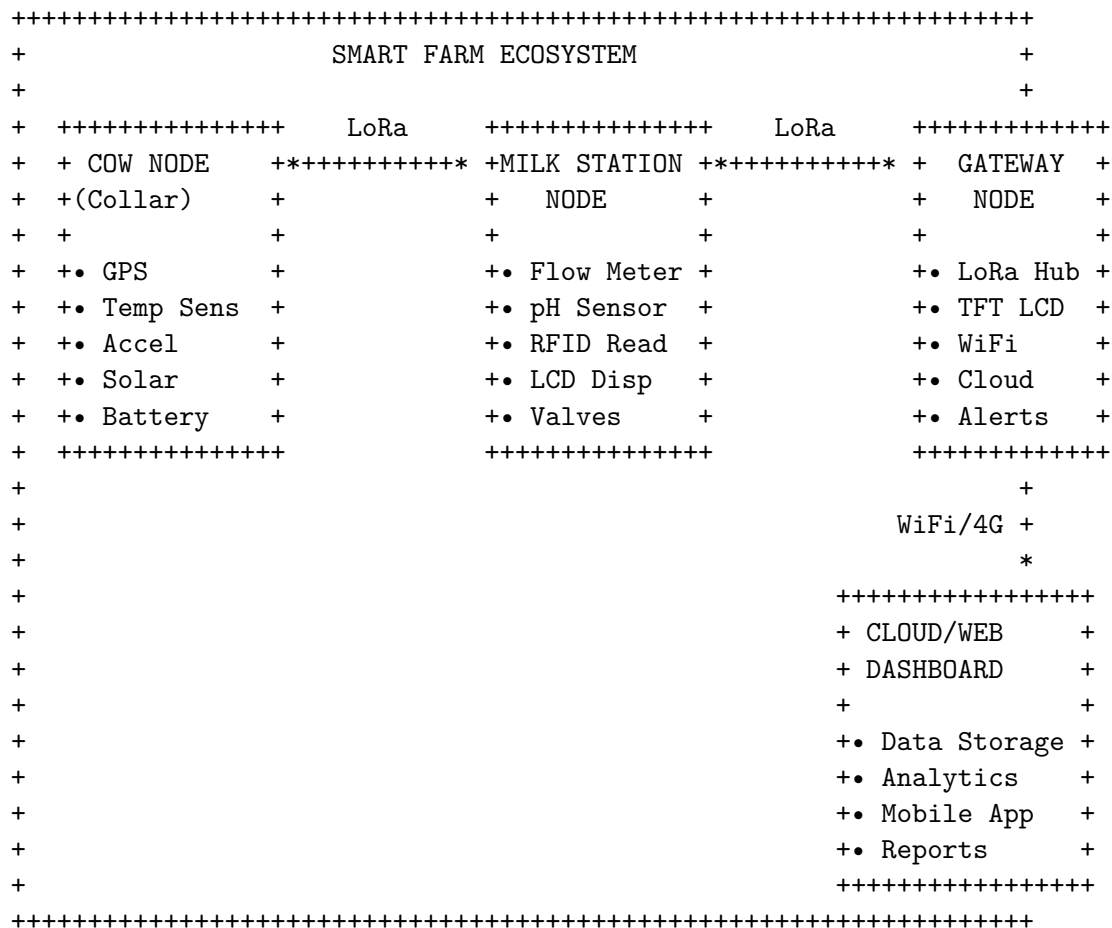 ++++++++++++++++++++++++++++++++++++++++++++++++++++++++++++++++++++
+                    SMART FARM ECOSYSTEM                         +
+                                                                  +
+  +++++++++++++++    LoRa     +++++++++++++++    LoRa     +++++++++++++
+  + COW NODE    +*++++++++++* +MILK STATION +*++++++++++* +  GATEWAY  +
+  +(Collar)     +             +   NODE      +             +   NODE    +
+  +             +             +             +             +           +
+  +• GPS        +             +• Flow Meter +             +• LoRa Hub +
+  +• Temp Sens  +             +• pH Sensor  +             +• TFT LCD  +
+  +• Accel      +             +• RFID Read  +             +• WiFi     +
+  +• Solar      +             +• LCD Disp   +             +• Cloud    +
+  +• Battery    +             +• Valves     +             +• Alerts   +
+  +++++++++++++++             +++++++++++++++             +++++++++++++
+                                                                  +
+                                                         WiFi/4G +
+                                                                  *
+                                                     +++++++++++++++++
+                                                     + CLOUD/WEB     +
+                                                     + DASHBOARD     +
+                                                     +               +
+                                                     +• Data Storage +
+                                                     +• Analytics    +
+                                                     +• Mobile App   +
+                                                     +• Reports      +
+                                                     +++++++++++++++++
++++++++++++++++++++++++++++++++++++++++++++++++++++++++++++++++++++